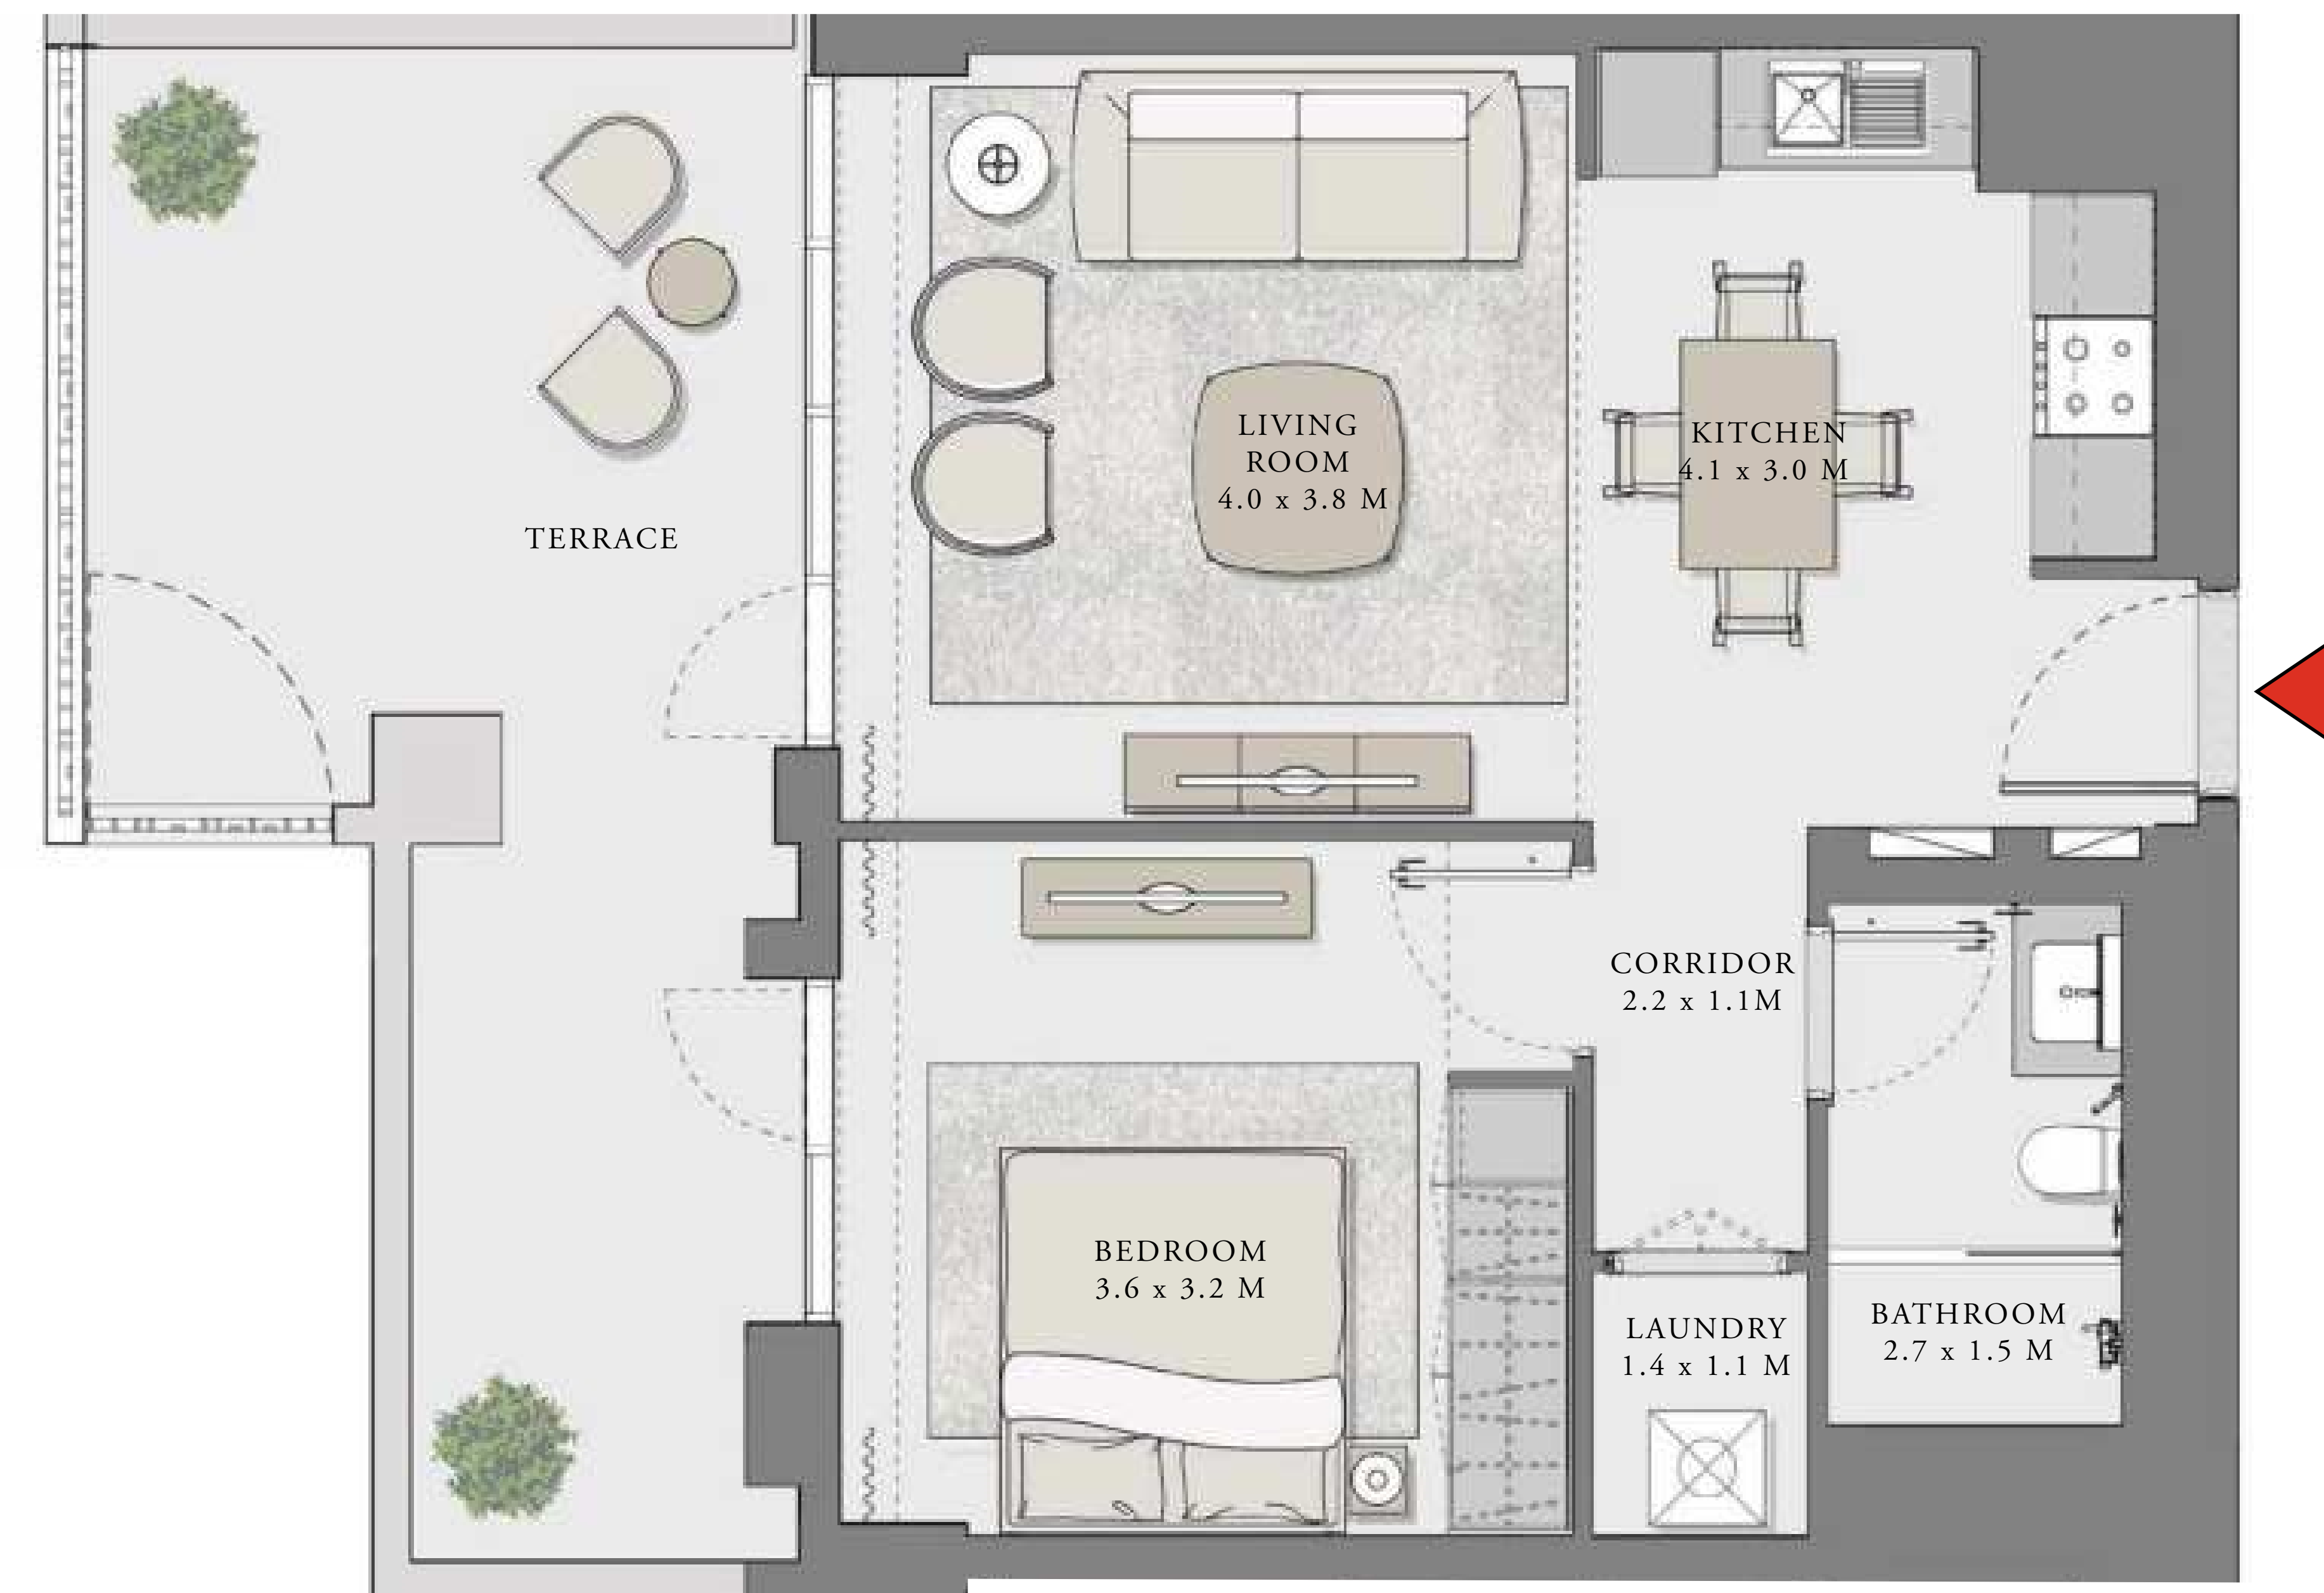 LIVING
ROOM
4.0 x 3.8 M
KITCHEN
4.1 x 3.0 M
TERRACE
CORRIDOR
2.2 x 1.1M
BEDROOM
3.6 x 3.2 M
LAUNDRY
1.4 x 1.1 M
BATHROOM
2.7 x 1.5 M